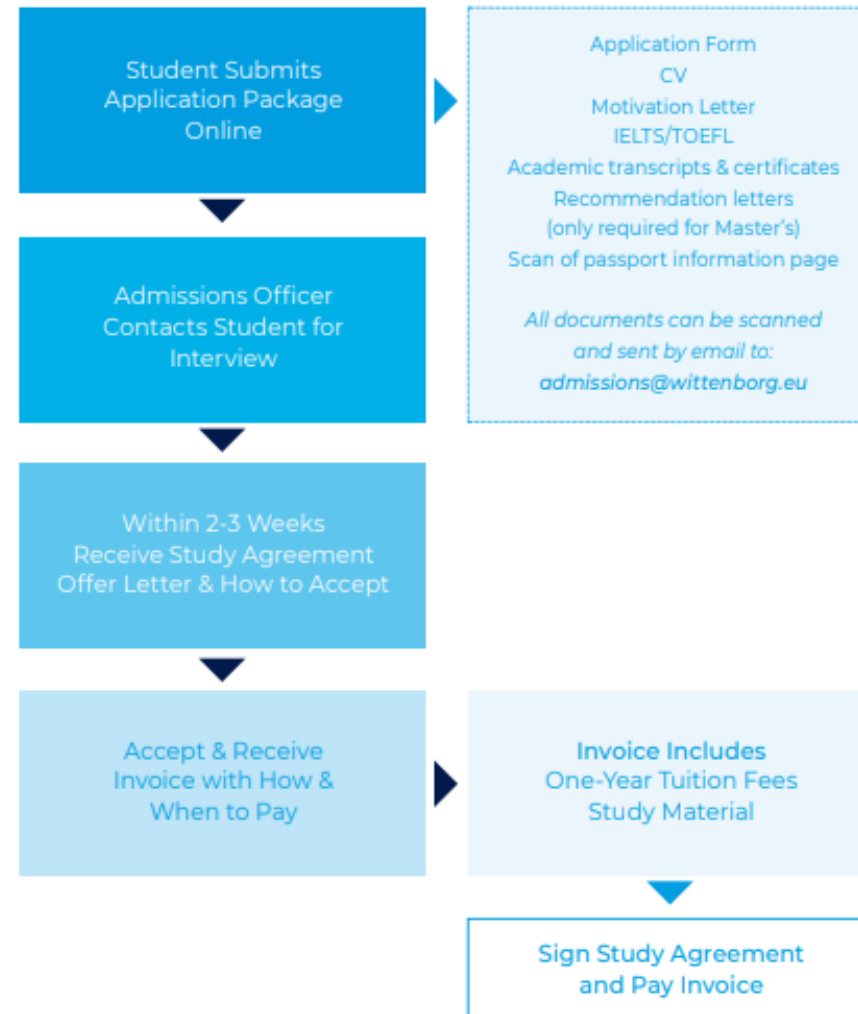 Student Submits
Application Package
Online
Application Form
CV
Motivation Letter
IELTS/TOEFL
Academic transcripts & certificates
Recommendation letters
(only required for Master's)
Scan of passport information page
All documents can be scanned
and sent by email to:
admissions@wittenborg.eu
Admissions Officer
Contacts Student for
Interview
Within 2-3 Weeks
Receive Study Agreement
Offer Letter & How to Accept
Accept & Receive
Invoice with How &
When to Pay
Invoice Includes
One-Year Tuition Fees
Study Material
Sign Study Agreement
and Pay Invoice